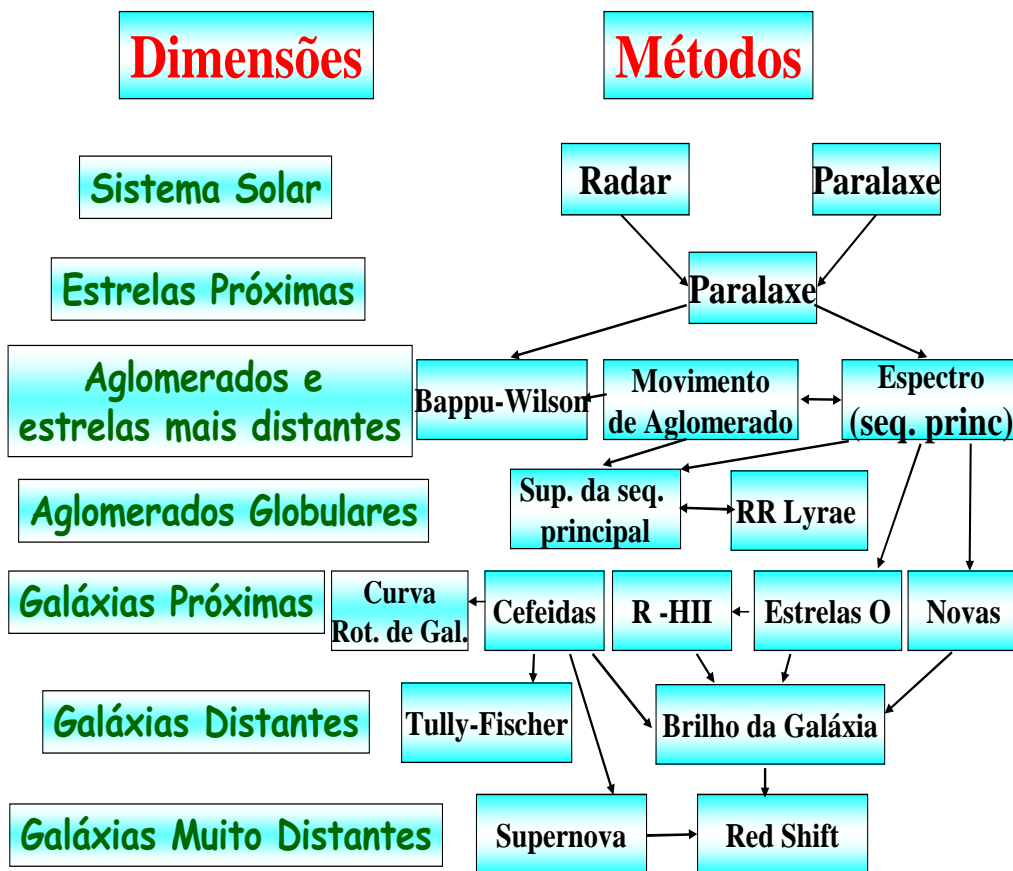 Dimensões
Métodos
Sistema Solar
Radar
Paralaxe
Estrelas Próximas
Paralaxe
Aglomerados e
estrelas mais distantes
Bappu-Wilson
Movimento
de Aglomerado
Espectro
(seq. princ)
Aglomerados Globulares
Sup. da seq.
principal
RR Lyrae
Galáxias Próximas
Curva
Rot. de Gal.
Cefeidas
R -HII
Estrelas O
Novas
Galáxias Distantes
Tully-Fischer
Brilho da Galáxia
Galáxias Muito Distantes
Supernova
Red Shift